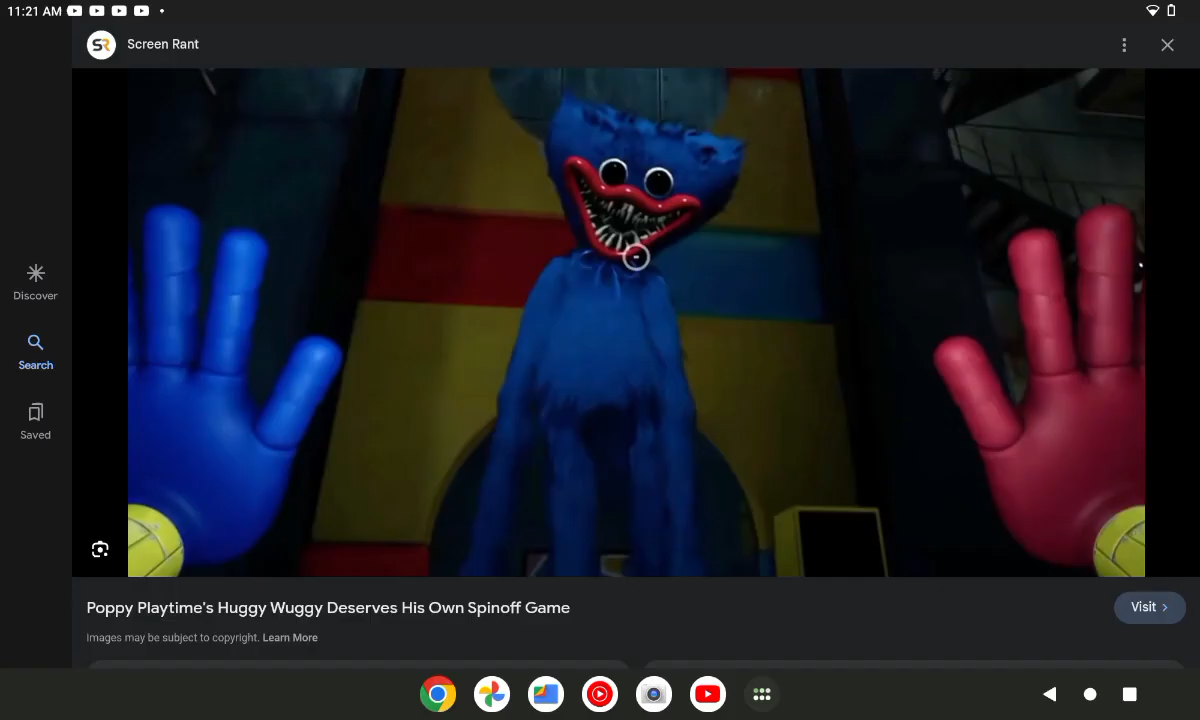 11:21 AM
SR Screen Rant
Discover
Search
Saved
Poppy Playtime's Huggy Wuggy Deserves His Own Spinoff Game
Visit
Images may be subject to copyright. Learn More